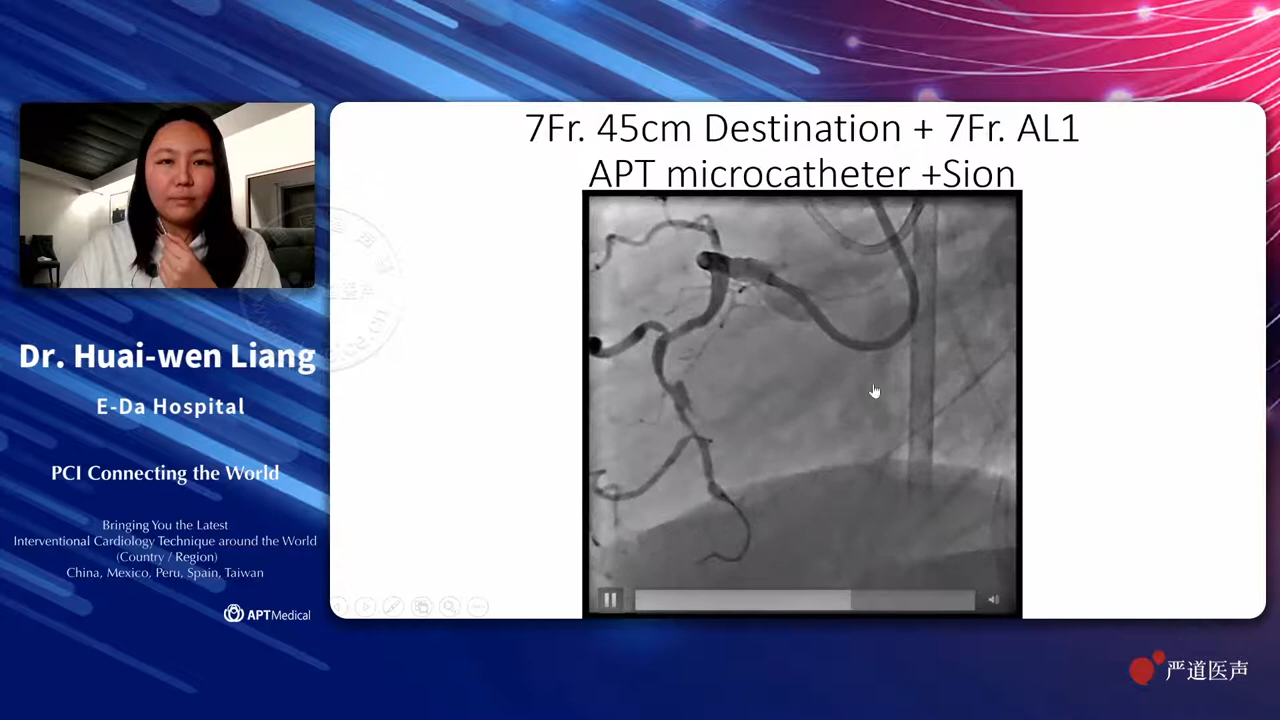 7Fr. 45cm Destination + 7Fr. AL1
APT microcatheter +Sion
Dr. Huai-wen Liang
E-Da Hospital
PCI Connecting the World
Bringing You the Latest
Interventional Cardiology Technique around the World
(Country / Region)
China, Mexico, Peru, Spain, Taiwan
APTMedical
严道医声